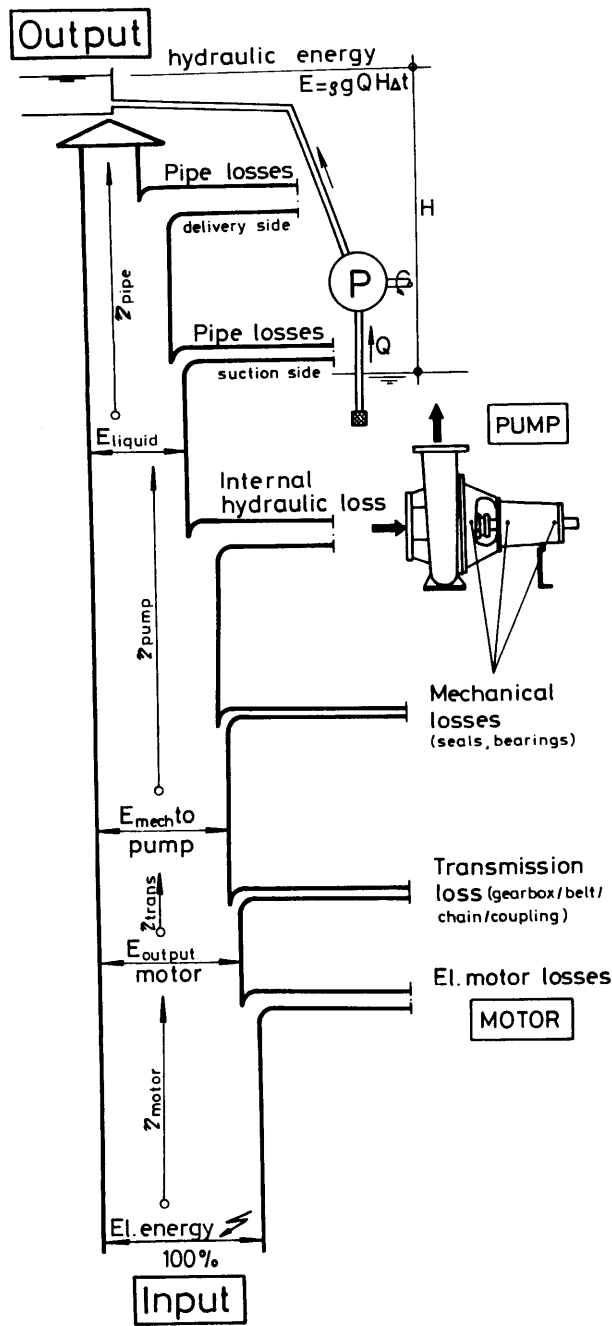 Output
hydraulic energy
E=ρgQHΔt
Pipe losses
delivery side
H
P
ηpipe
Pipe losses
suction side
Q
Eliquid
PUMP
Internal
hydraulic loss
ηpump
Mechanical
losses
(seals, bearings)
Emech to
pump
Transmission
loss (gearbox/belt/
chain/coupling)
ηtrans
Eoutput
motor
El. motor losses
MOTOR
ηmotor
El. energy
100%
Input